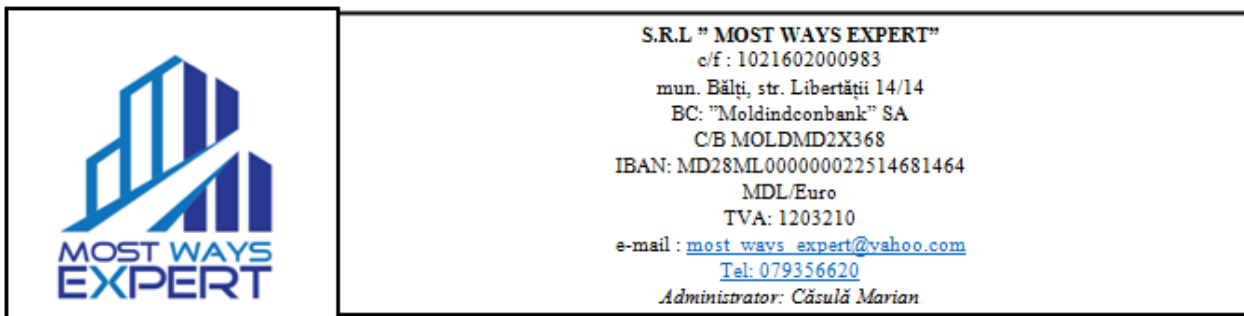 MOST WAYS
EXPERT
S.R.L ” MOST WAYS EXPERT”
c/f : 1021602000983
mun. Bălți, str. Libertății 14/14
BC: ”Moldindconbank” SA
C/B MOLDMD2X368
IBAN: MD28ML000000022514681464
MDL/Euro
TVA: 1203210
e-mail : most_ways_expert@yahoo.com
Tel: 079356620
Administrator: Căsulă Marian